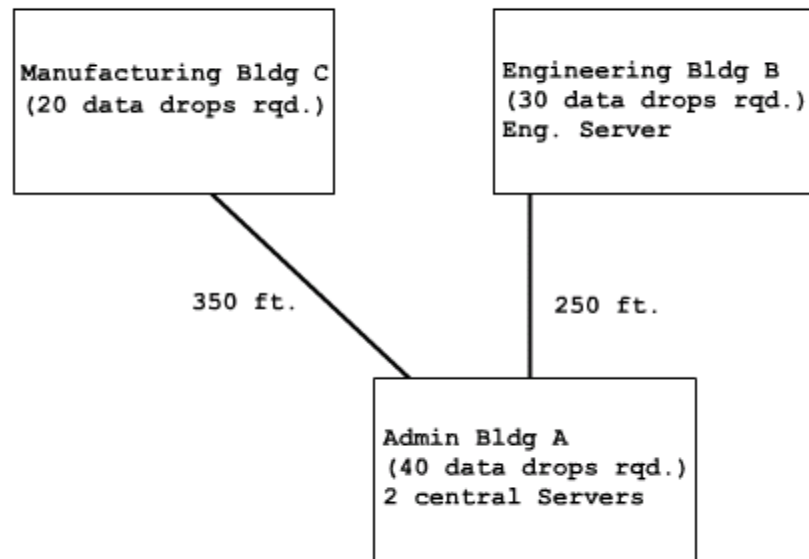 Manufacturing Bldg C
(20 data drops rqd.)
Engineering Bldg B
(30 data drops rqd.)
Eng. Server
350 ft.
250 ft.
Admin Bldg A
(40 data drops rqd.)
2 central Servers